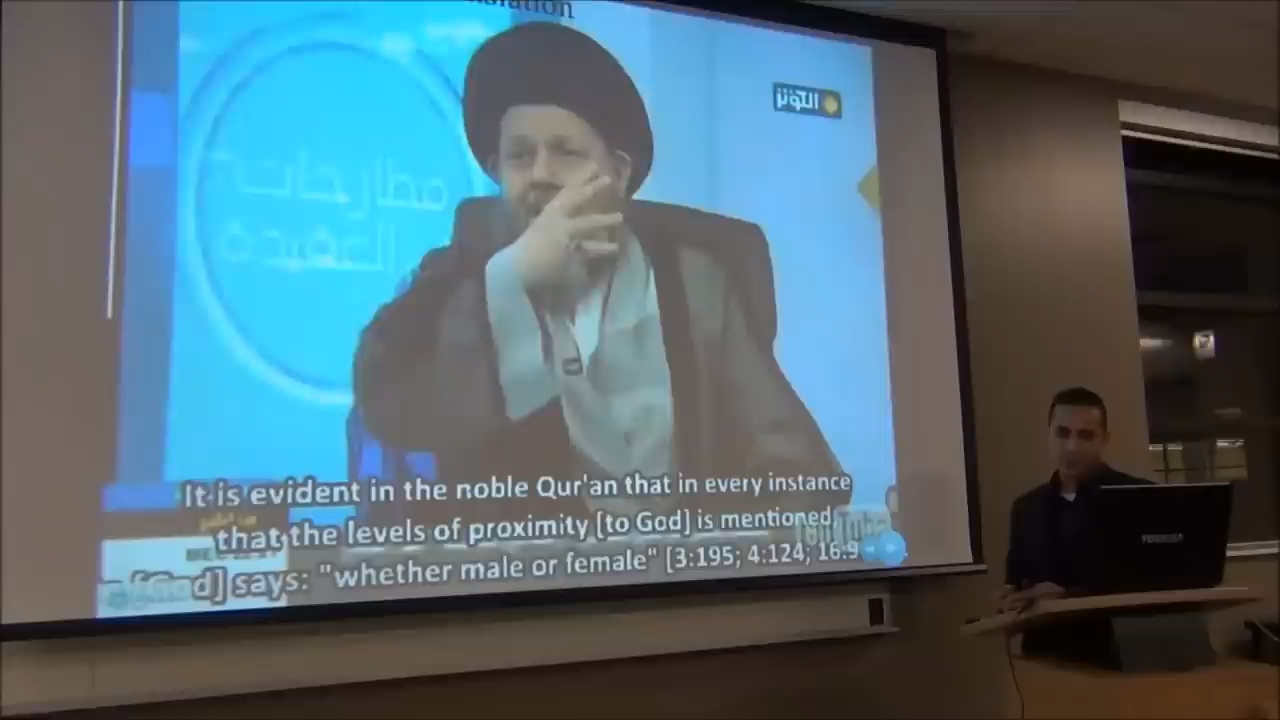 الكوثر
مطارحات
العقيدة
It is evident in the noble Qur'an that in every instance
that the levels of proximity [to God] is mentioned,
[God] says: "whether male or female" [3:195; 4:124; 16:9
TOSHIBA